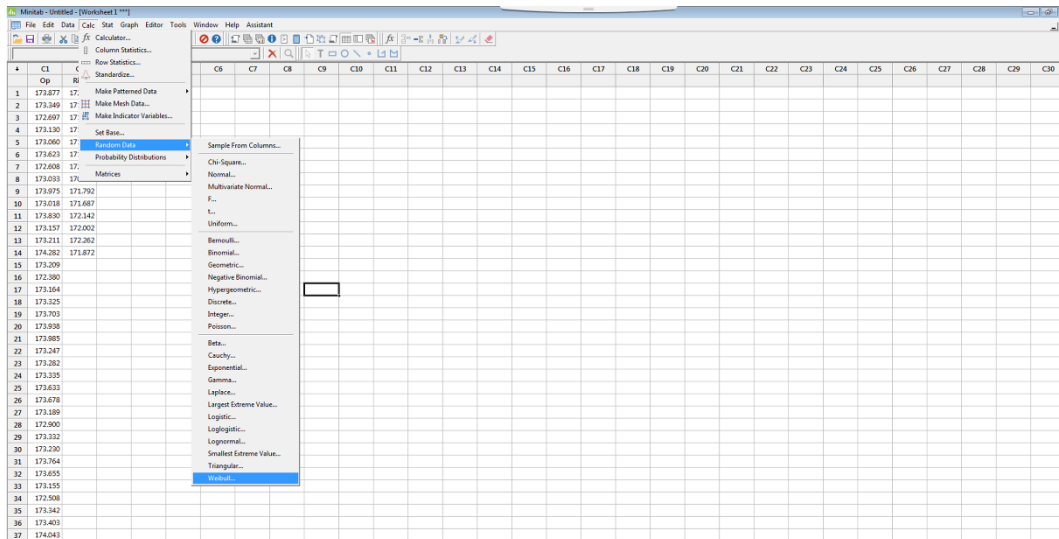 Minitab - Untitled - [Worksheet 1 ***]
File Edit Data Calc Stat Graph Editor Tools Window Help Assistant
Calculator...
Column Statistics...
Row Statistics...
Standardize...
Make Patterned Data
Make Mesh Data...
Make Indicator Variables...
Set Base...
Random Data
Probability Distributions
Matrices
Sample From Columns...
Chi-Square...
Normal...
Multivariate Normal...
F...
t...
Uniform...
Bernoulli...
Binomial...
Geometric...
Negative Binomial...
Hypergeometric...
Discrete...
Integer...
Poisson...
Beta...
Cauchy...
Exponential...
Gamma...
Laplace...
Largest Extreme Value...
Logistic...
Loglogistic...
Lognormal...
Smallest Extreme Value...
Triangular...
Weibull...
C1 C6 C7 C8 C9 C10 C11 C12 C13 C14 C15 C16 C17 C18 C19 C20 C21 C22 C23 C24 C25 C26 C27 C28 C29 C30
Op
1 173.877 172.
2 173.349 17
3 172.697 17
4 173.130 17
5 173.060 17
6 173.623 17
7 172.608 17
8 173.033 17
9 173.975 171.792
10 173.018 171.687
11 173.830 172.142
12 173.157 172.002
13 173.211 172.262
14 174.282 171.872
15 173.209
16 172.380
17 173.164
18 173.325
19 173.703
20 173.938
21 173.985
22 173.247
23 173.282
24 173.335
25 173.633
26 173.678
27 173.189
28 172.900
29 173.332
30 173.230
31 173.764
32 173.655
33 173.155
34 172.508
35 173.342
36 173.403
37 174.043